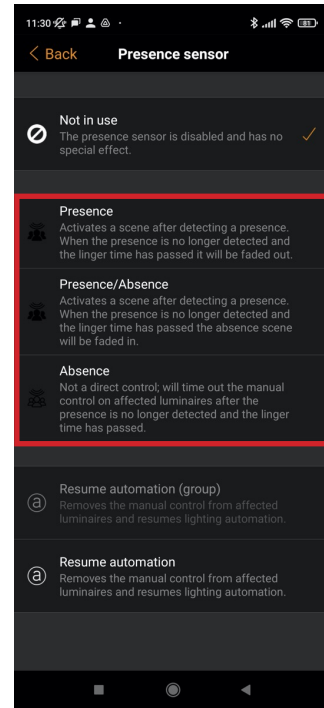 11:30
Back Presence sensor
Not in use
The presence sensor is disabled and has no
special effect.
Presence
Activates a scene after detecting a presence.
When the presence is no longer detected and
the linger time has passed it will be faded out.
Presence/Absence
Activates a scene after detecting a presence.
When the presence is no longer detected and
the linger time has passed the absence scene
will be faded in.
Absence
Not a direct control; will time out the manual
control on affected luminaires after the
presence is no longer detected and the linger
time has passed.
Resume automation (group)
Removes the manual control from affected
luminaires and resumes lighting automation.
Resume automation
Removes the manual control from affected
luminaires and resumes lighting automation.